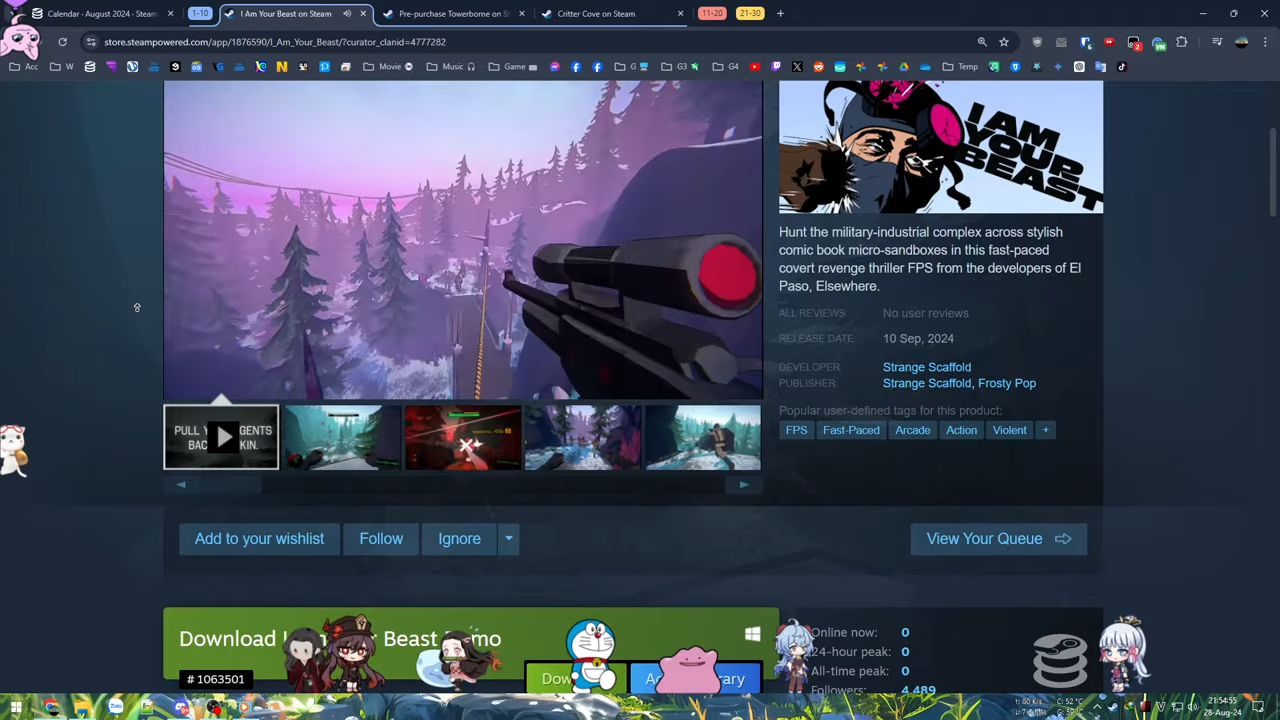 Calendar · August 2024 · Steam
1-10
I Am Your Beast on Steam
Pre-purchase Towerbome on St
Critter Cove on Steam
11-20
21-30
store.steampowered.com/app/1876590/I_Am_Your_Beast/?curator_clanid=4777282
Acc
W
Movie
Music
Game
G
G3
G4
Temp
I AM
YOUR
BEAST
Hunt the military-industrial complex across stylish
comic book micro-sandboxes in this fast-paced
covert revenge thriller FPS from the developers of El
Paso, Elsewhere.
ALL REVIEWS
No user reviews
RELEASE DATE:
10 Sep, 2024
DEVELOPER:
Strange Scaffold
PUBLISHER:
Strange Scaffold, Frosty Pop
Popular user-defined tags for this product:
FPS
Fast-Paced
Arcade
Action
Violent
+
Add to your wishlist
Follow
Ignore
View Your Queue
Download
Beast
mo
# 1063501
Online now:
0
24-hour peak:
0
All-time peak:
0
Followers:
4,489
21:54:55
28-Aug-24